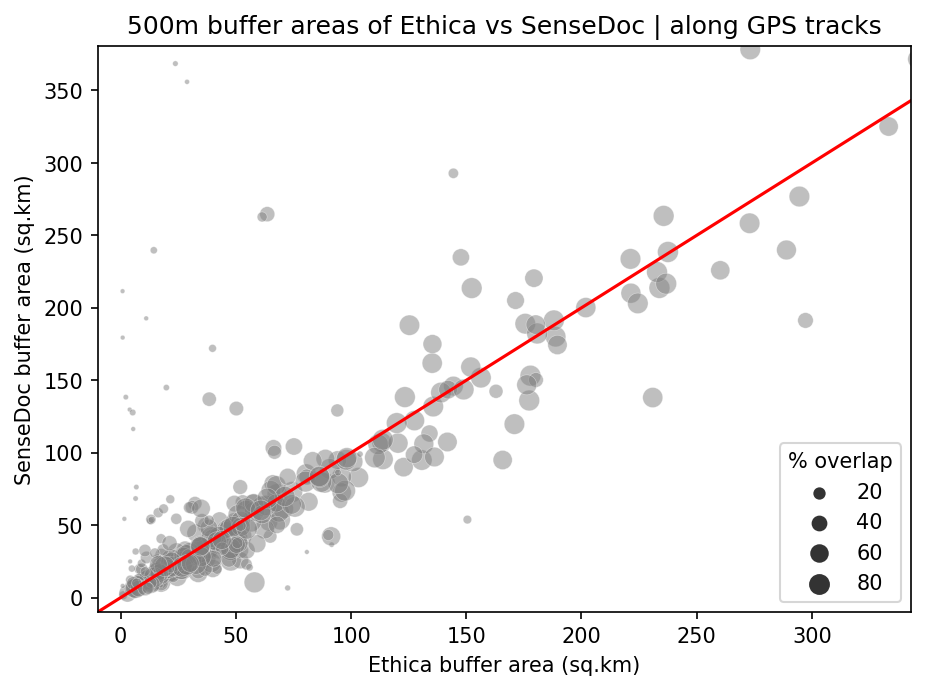 500m buffer areas of Ethica vs SenseDoc | along GPS tracks
SenseDoc buffer area (sq.km)
350
300
250
200
150
100
50
0
% overlap
20
40
60
80
0 50 100 150 200 250 300
Ethica buffer area (sq.km)